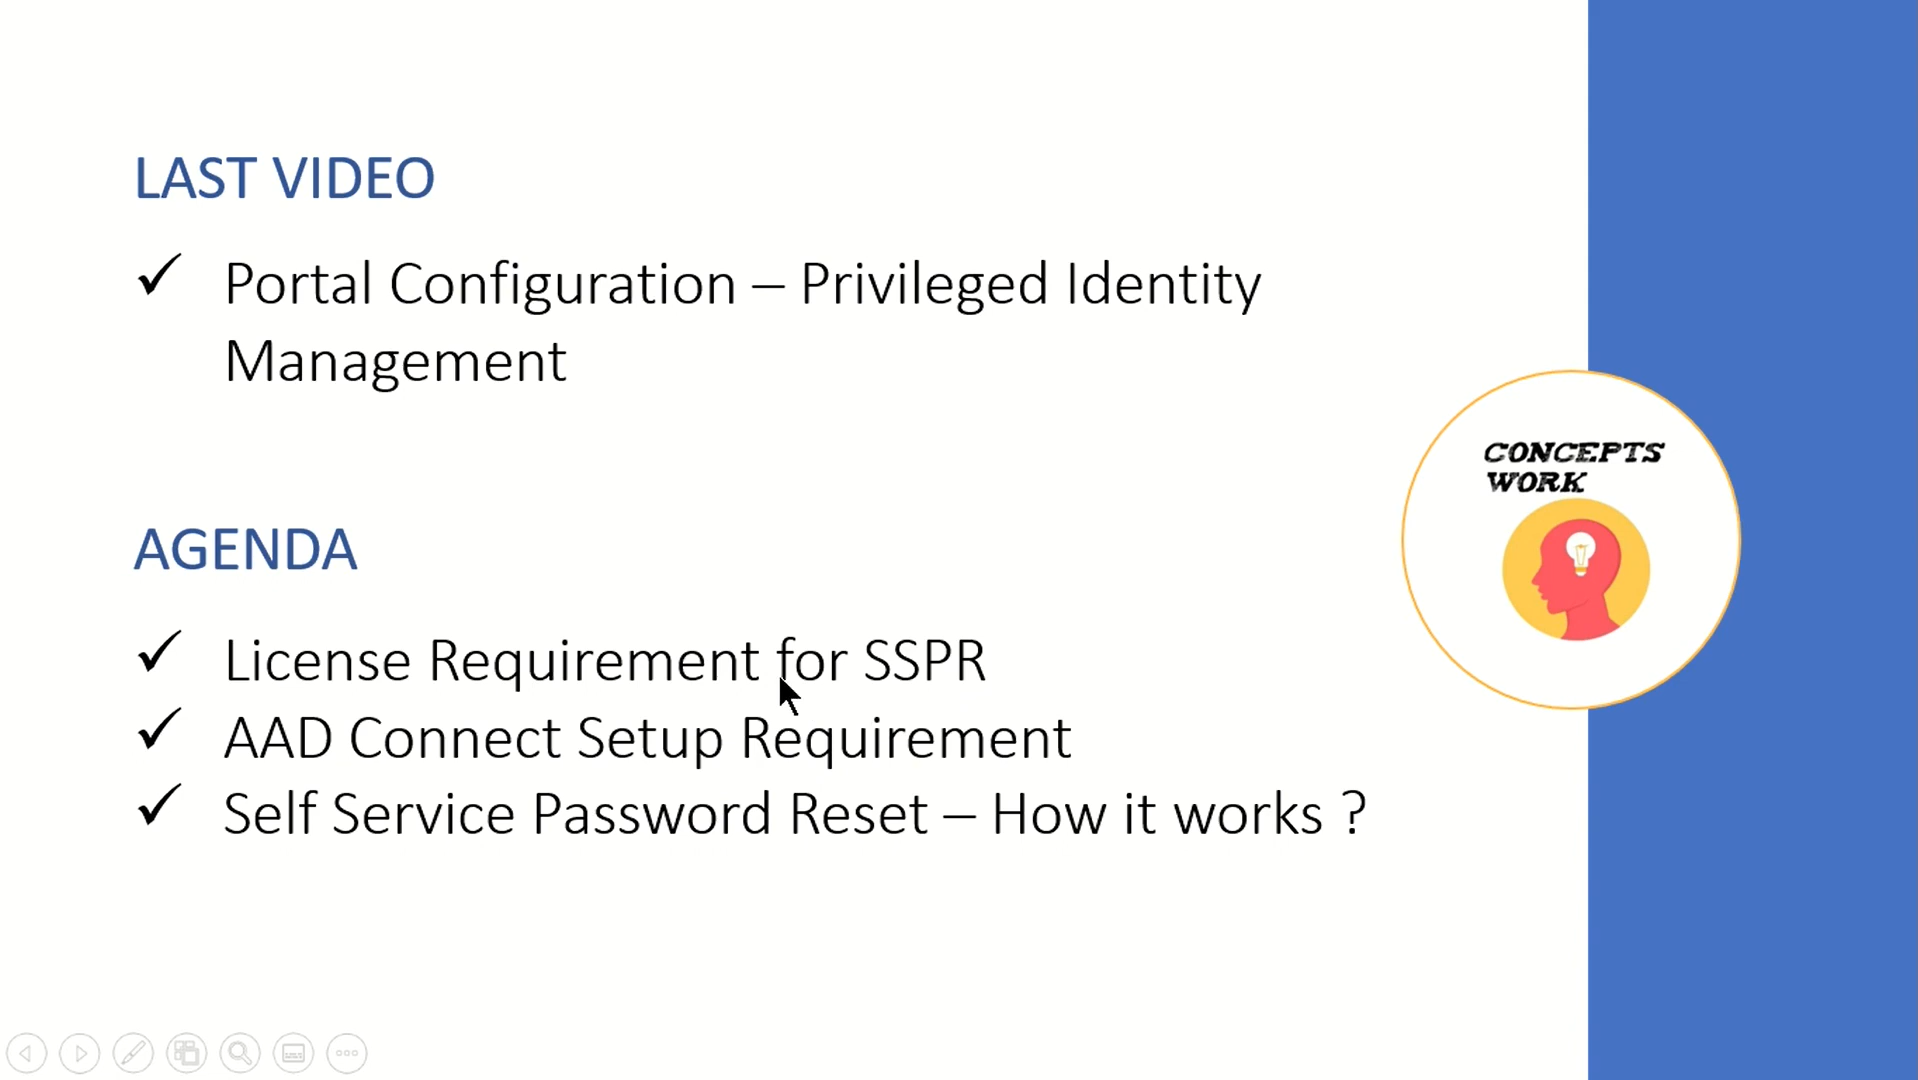 LAST VIDEO
✓ Portal Configuration – Privileged Identity
Management
CONCEPTS
WORK
AGENDA
✓ License Requirement for SSPR
✓ AAD Connect Setup Requirement
✓ Self Service Password Reset – How it works ?